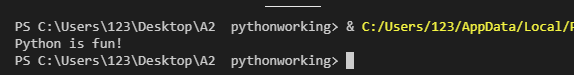 PS C:\Users\123\Desktop\A2  pythonworking> & C:/Users/123/AppData/Local/
Python is fun!
PS C:\Users\123\Desktop\A2  pythonworking>